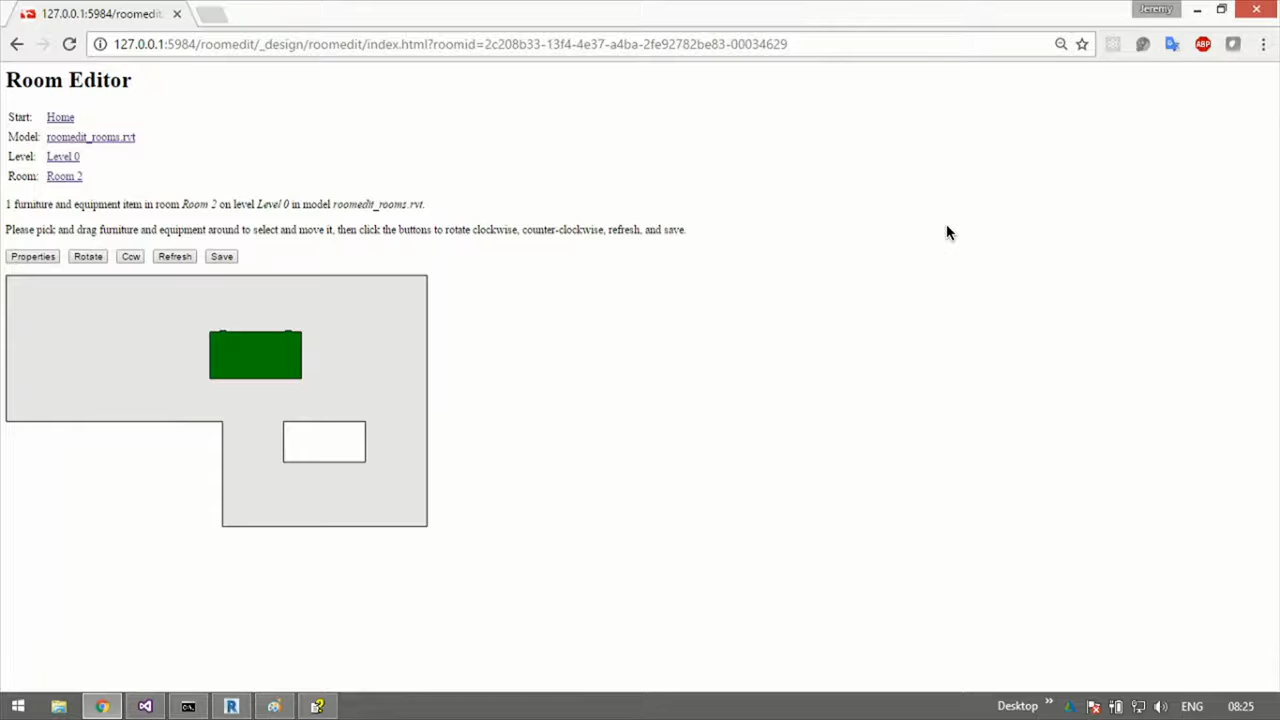 127.0.0.1:5984/roomedit.
Jeremy
127.0.0.1:5984/roomedit/_design/roomedit/index.html?roomid=2c208b33-13f4-4e37-a4ba-2fe92782be83-00034629
ABP
Room Editor
Start: Home
Model: roomedit_rooms.rvt
Level: Level 0
Room: Room 2
1 furniture and equipment item in room Room 2 on level Level 0 in model roomedit_rooms.rvt.
Please pick and drag furniture and equipment around to select and move it, then click the buttons to rotate clockwise, counter-clockwise, refresh, and save.
Properties Rotate Ccw Refresh Save
R
Desktop » ENG 08:25